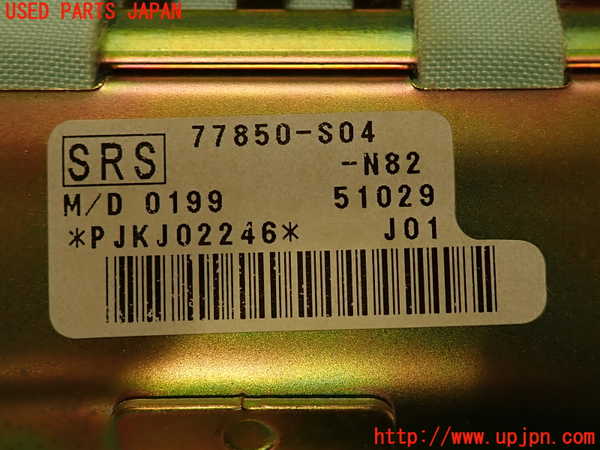 USED PARTS JAPAN
77850-S04
SRS
-N82
M/D 0199 51029
*PJKJ02246* J01
http://www.upjpn.com/